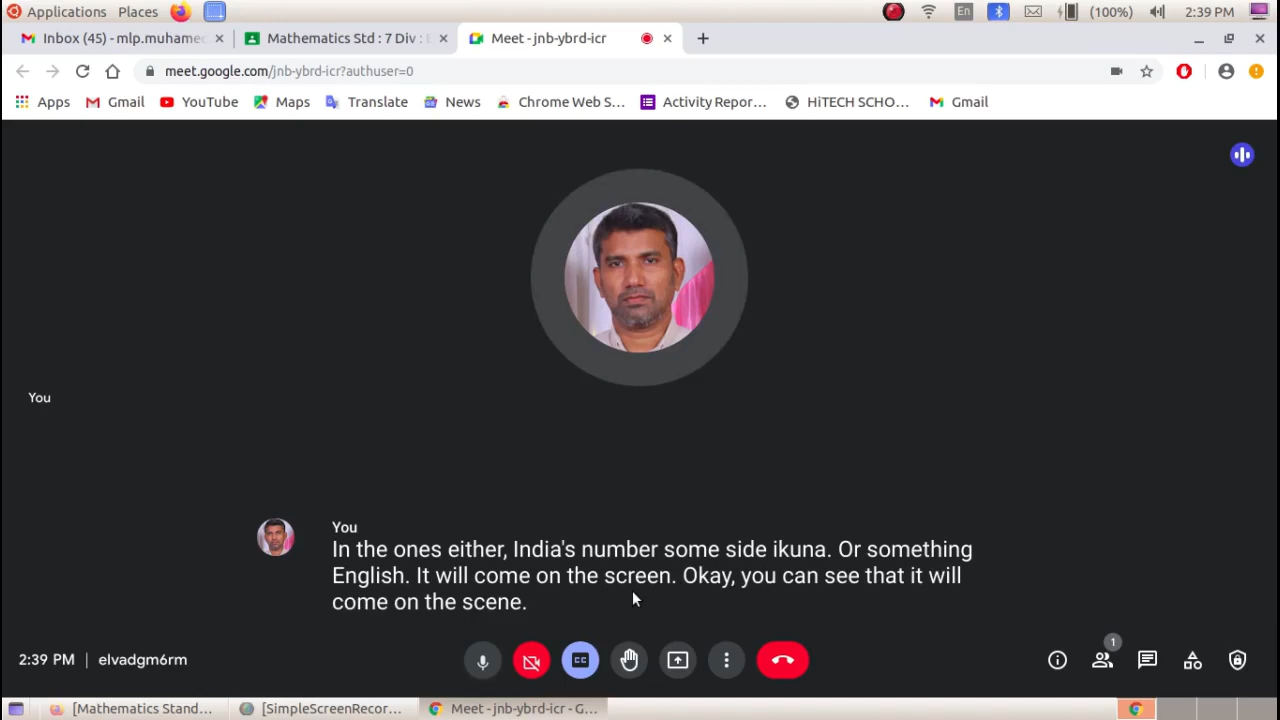 Applications Places En (100%) 2:39 PM
Inbox (45) - mlp.muhamed Mathematics Std : 7 Div : Meet - jnb-ybrd-icr
meet.google.com/jnb-ybrd-icr?authuser=0
Apps Gmail YouTube Maps Translate News Chrome Web S... Activity Repor... HiTECH SCHO... Gmail
You
You
In the ones either, India's number some side ikuna. Or something
English. It will come on the screen. Okay, you can see that it will
come on the scene.
2:39 PM | elvadgm6rm CC 1
[Mathematics Stand... [SimpleScreenRecor... Meet - jnb-ybrd-icr - G...